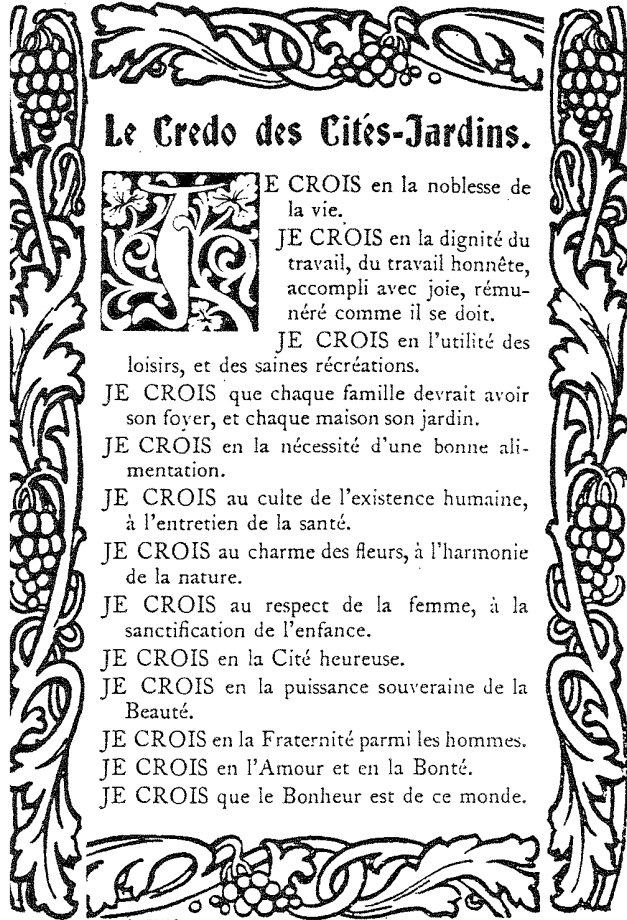 Le Credo des Cités-Jardins.
JE CROIS en la noblesse de
la vie.
JE CROIS en la dignité du
travail, du travail honnête,
accompli avec joie, rému-
néré comme il se doit.
JE CROIS en l'utilité des
loisirs, et des saines récréations.
JE CROIS que chaque famille devrait avoir
son foyer, et chaque maison son jardin.
JE CROIS en la nécessité d'une bonne ali-
mentation.
JE CROIS au culte de l'existence humaine,
à l'entretien de la santé.
JE CROIS au charme des fleurs, à l'harmonie
de la nature.
JE CROIS au respect de la femme, à la
sanctification de l'enfance.
JE CROIS en la Cité heureuse.
JE CROIS en la puissance souveraine de la
Beauté.
JE CROIS en la Fraternité parmi les hommes.
JE CROIS en l'Amour et en la Bonté.
JE CROIS que le Bonheur est de ce monde.